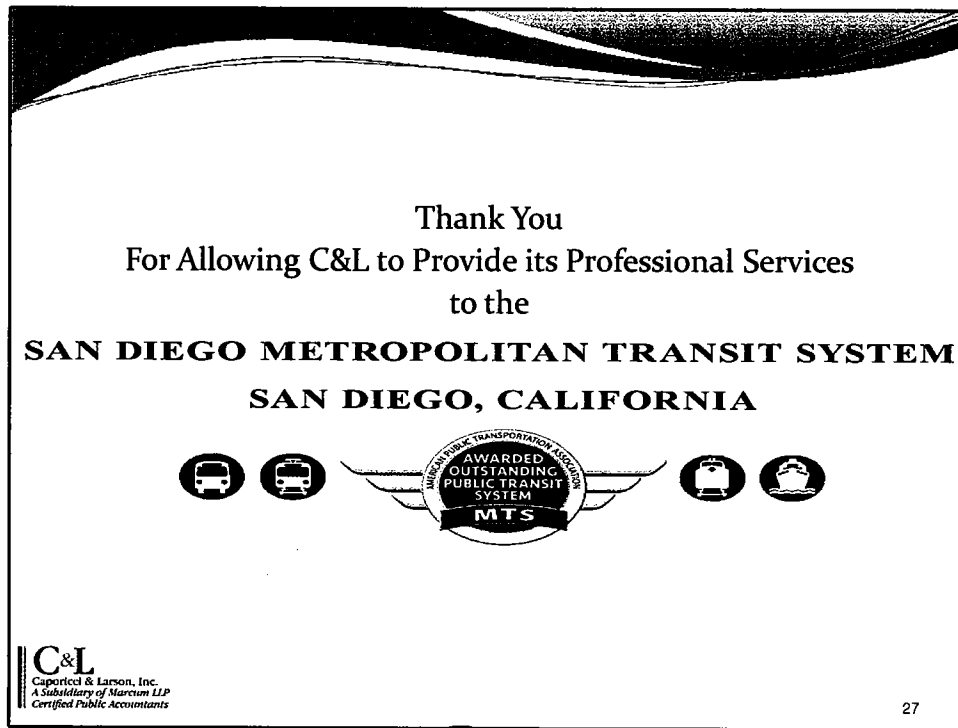 Thank You
For Allowing C&L to Provide its Professional Services
to the
SAN DIEGO METROPOLITAN TRANSIT SYSTEM
SAN DIEGO, CALIFORNIA
AMERICAN PUBLIC TRANSPORTATION ASSOCIATION
AWARDED
OUTSTANDING
PUBLIC TRANSIT
SYSTEM
MTS
C&L
Caporicci & Larson, Inc.
A Subsidiary of Marcum LLP
Certified Public Accountants
27